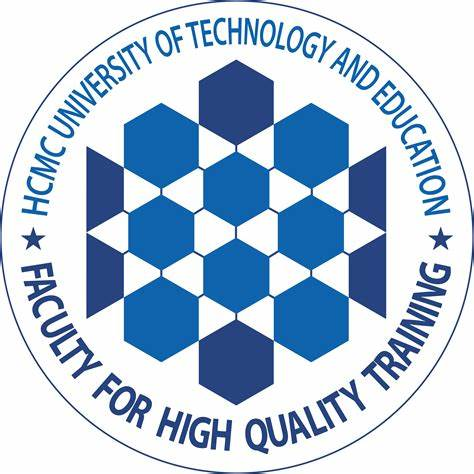 HCMC UNIVERSITY OF TECHNOLOGY AND EDUCATION
FACULTY FOR HIGH QUALITY TRAINING